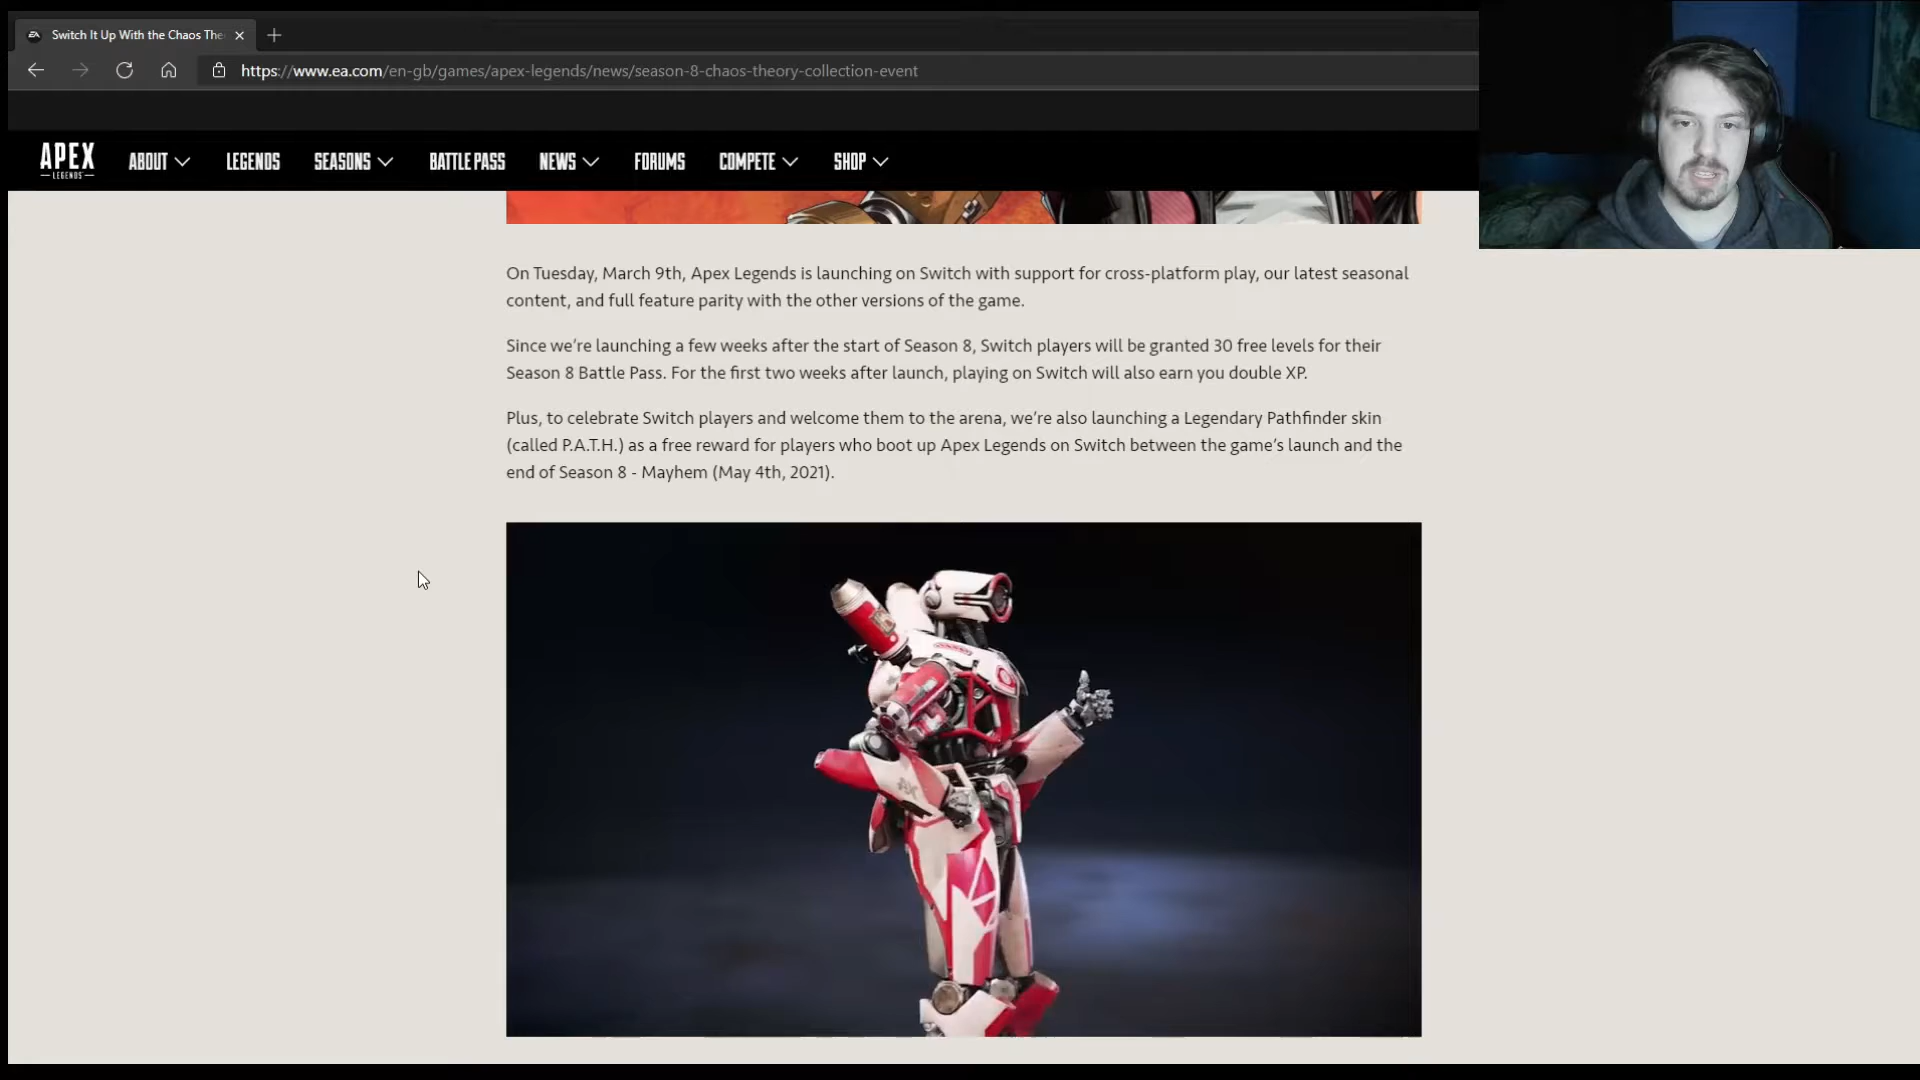 Switch It Up With the Chaos The
https://www.ea.com/en-gb/games/apex-legends/news/season-8-chaos-theory-collection-event
APEX
LEGENDS
ABOUT
LEGENDS
SEASONS
BATTLE PASS
NEWS
FORUMS
COMPETE
SHOP
On Tuesday, March 9th, Apex Legends is launching on Switch with support for cross-platform play, our latest seasonal
content, and full feature parity with the other versions of the game.
Since we’re launching a few weeks after the start of Season 8, Switch players will be granted 30 free levels for their
Season 8 Battle Pass. For the first two weeks after launch, playing on Switch will also earn you double XP.
Plus, to celebrate Switch players and welcome them to the arena, we’re also launching a Legendary Pathfinder skin
(called P.A.T.H.) as a free reward for players who boot up Apex Legends on Switch between the game’s launch and the
end of Season 8 - Mayhem (May 4th, 2021).